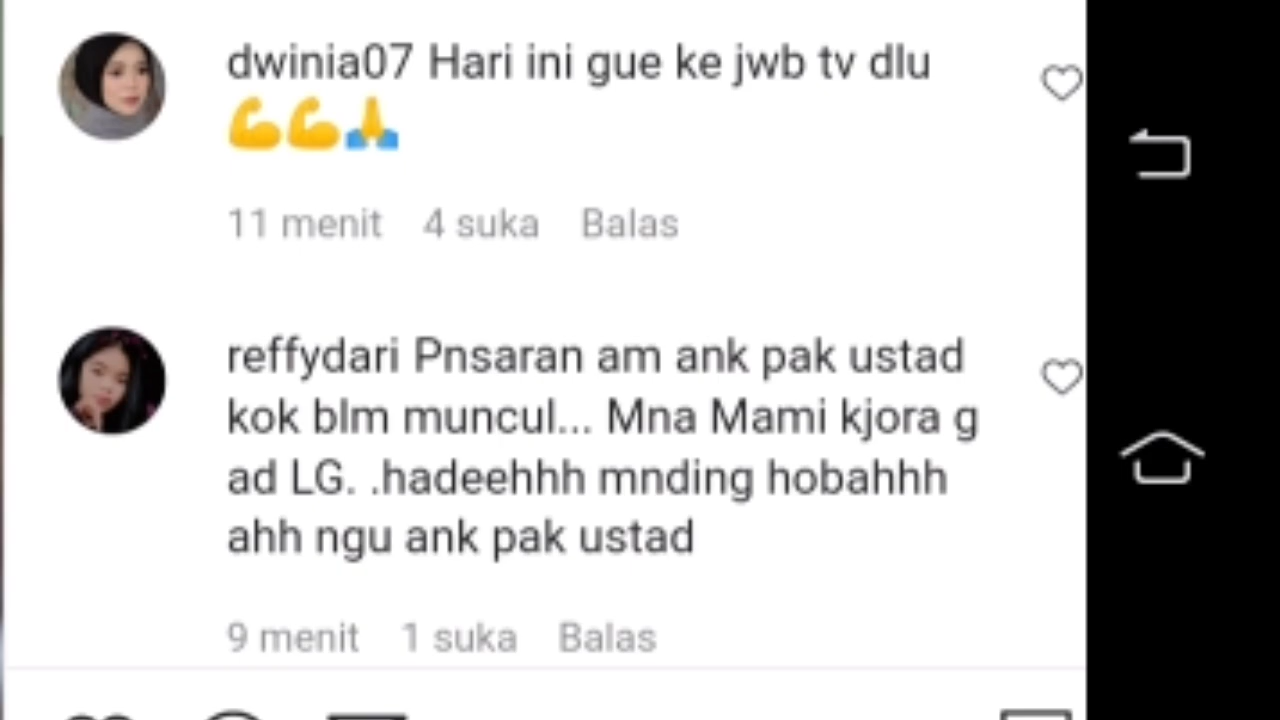 dwinia07 Hari ini gue ke jwb tv dlu
💪💪🙏
11 menit 4 suka Balas
reffydari Pnsaran am ank pak ustad
kok blm muncul... Mna Mami kjora g
ad LG. .hadeehhh mnding hobahhh
ahh ngu ank pak ustad
9 menit 1 suka Balas